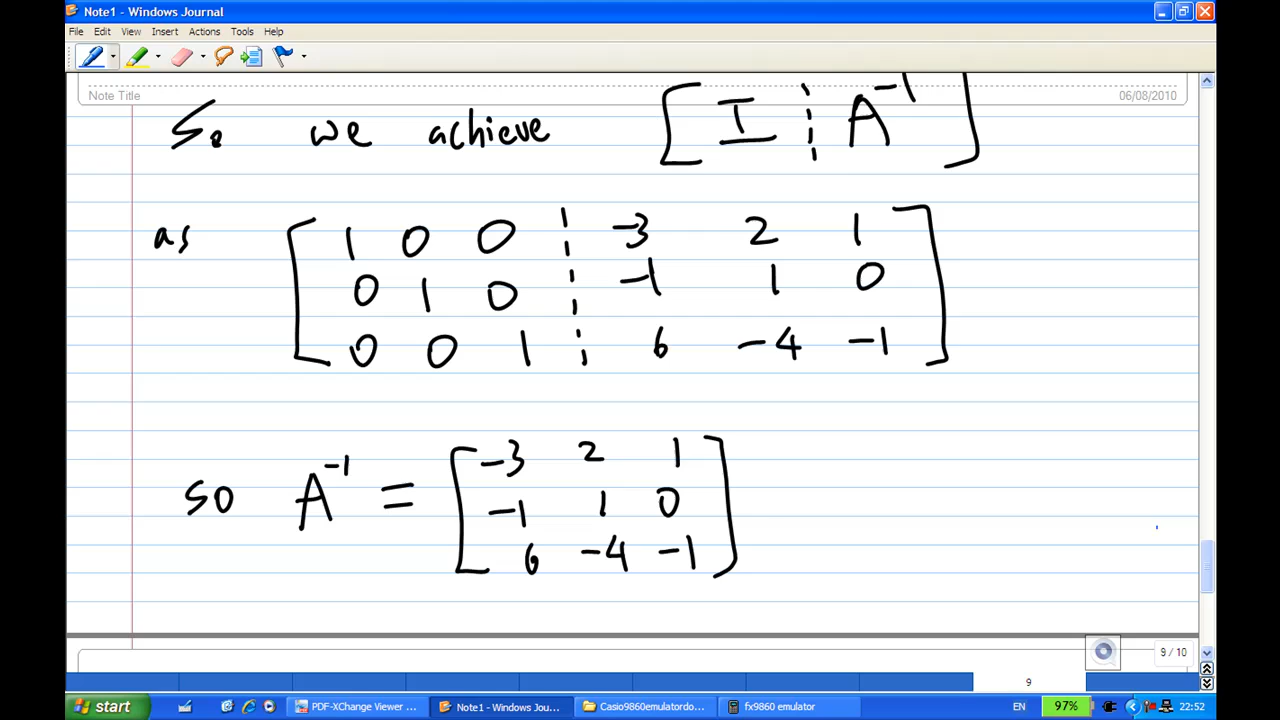 Note1 - Windows Journal
File Edit View Insert Actions Tools Help
Note Title
06/08/2010
So we achieve [ I ⋮ A⁻¹ ]
as [ 1 0 0 ⋮ -3 2 1
0 1 0 ⋮ -1 1 0
0 0 1 ⋮ 6 -4 -1 ]
so A⁻¹ = [ -3 2 1
-1 1 0
6 -4 -1 ]
9 / 10
9
start PDF-XChange Viewer ... Note1 - Windows Jou... Casio9860emulatordo... fx9860 emulator EN 97% 22:52